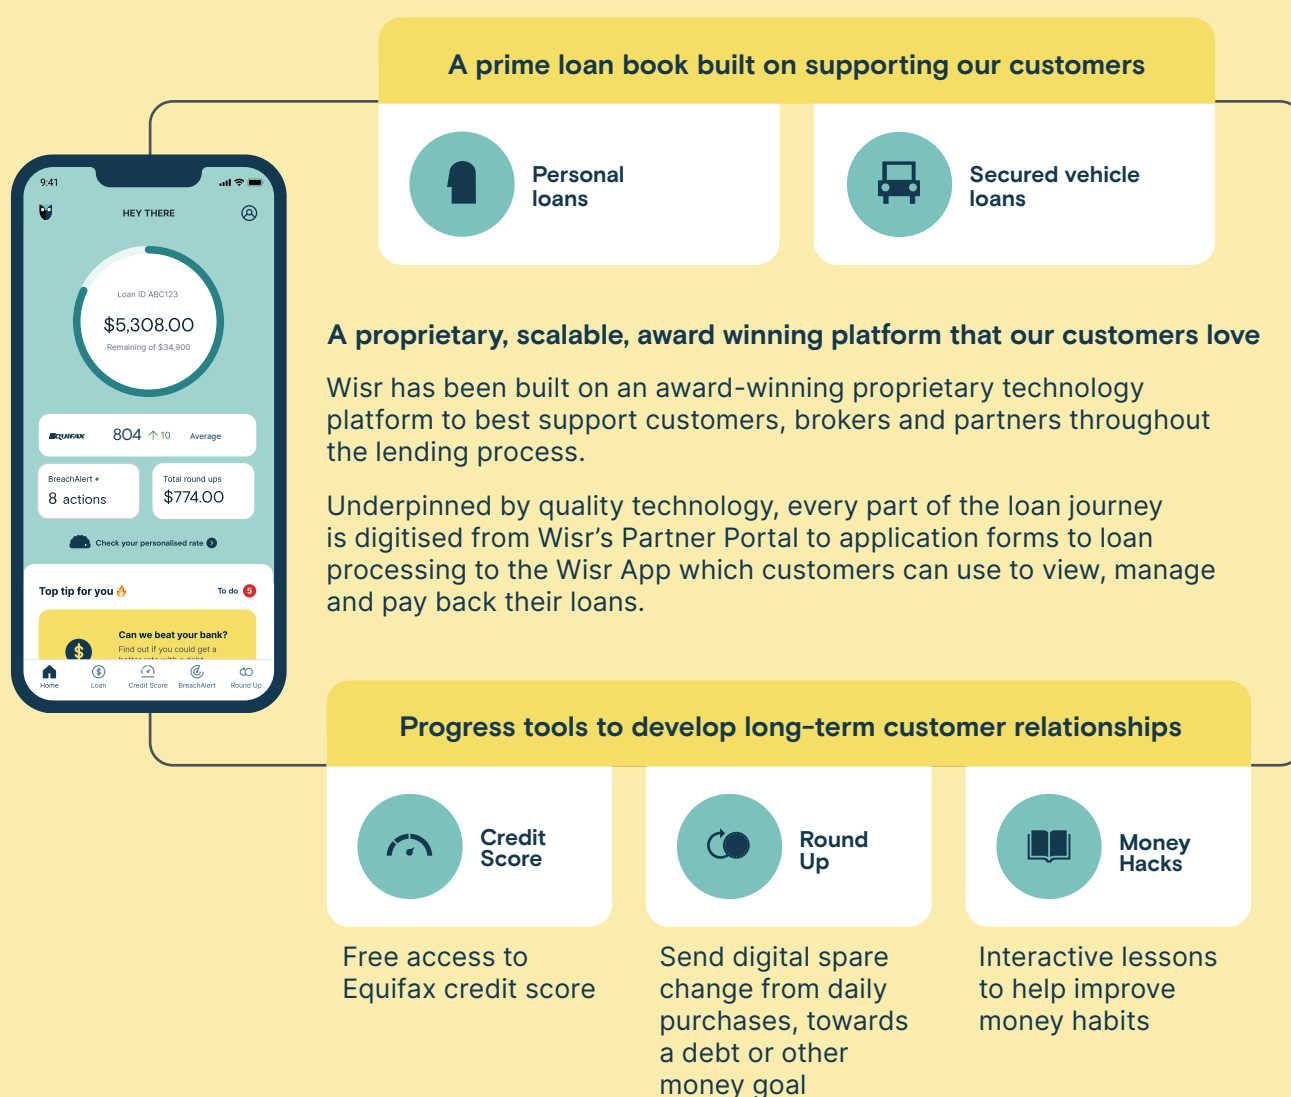 A prime loan book built on supporting our customers
Personal
loans
Secured vehicle
loans
9:41
HEY THERE
Loan ID ABC123
$5,308.00
Remaining of $34,900
EQUIFAX
804
10
Average
BreachAlert
8 actions
Total round ups
$774.00
Check your personalised rate
Top tip for you
To do 5
Can we beat your bank?
Find out if you could get a
better rate with a debt
Home
Loan
Credit Score
BreachAlert
Round Up
A proprietary, scalable, award winning platform that our customers love
Wisr has been built on an award-winning proprietary technology
platform to best support customers, brokers and partners throughout
the lending process.
Underpinned by quality technology, every part of the loan journey
is digitised from Wisr’s Partner Portal to application forms to loan
processing to the Wisr App which customers can use to view, manage
and pay back their loans.
Progress tools to develop long-term customer relationships
Credit
Score
Free access to
Equifax credit score
Round
Up
Send digital spare
change from daily
purchases, towards
a debt or other
money goal
Money
Hacks
Interactive lessons
to help improve
money habits